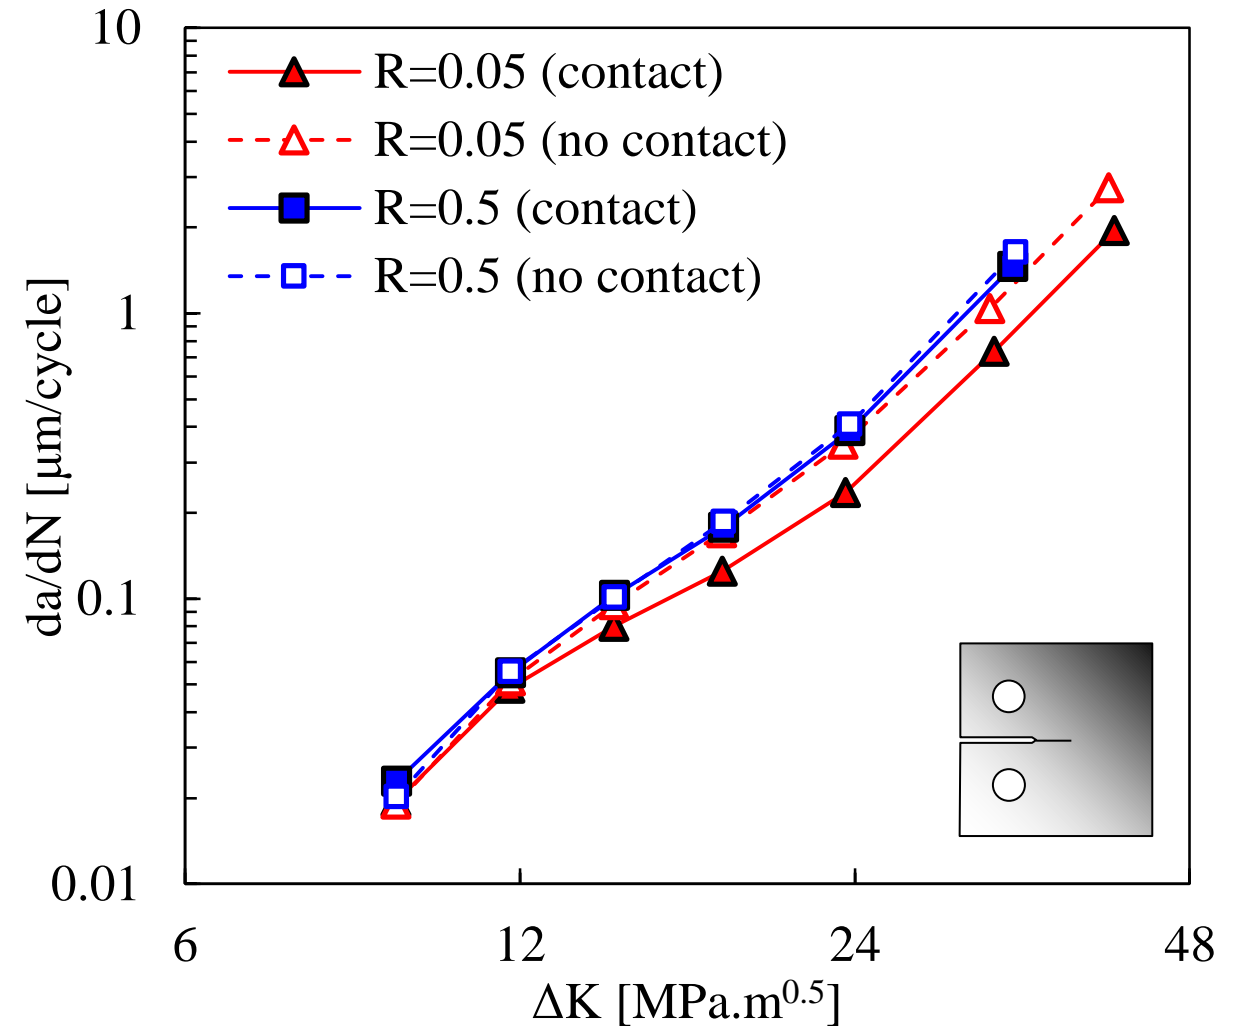 10
R=0.05 (contact)
R=0.05 (no contact)
R=0.5 (contact)
R=0.5 (no contact)
1
da/dN [μm/cycle]
0.1
0.01
6 12 24 48
ΔK [MPa.m^0.5]